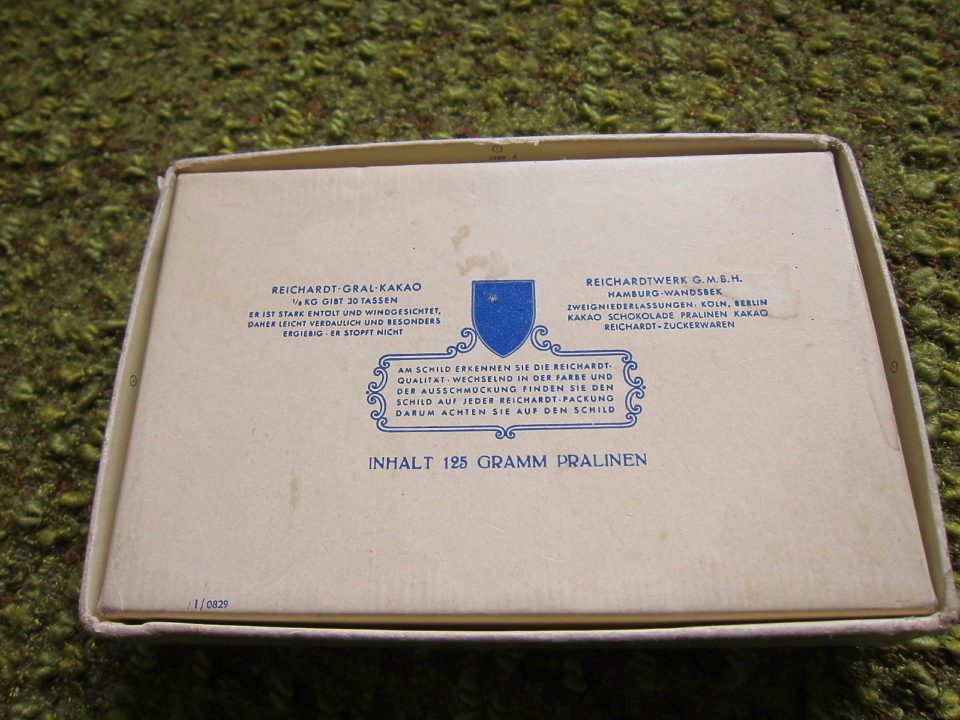 REICHARDT-GRAL-KAKAO
1/8 KG GIBT 30 TASSEN
ER IST STARK ENTÖLT UND WINDGESICHTET,
DAHER LEICHT VERDAULICH UND BESONDERS
ERGIEBIG · ER STOPFT NICHT
REICHARDTWERK G.M.B.H.
HAMBURG-WANDSBEK
ZWEIGNIEDERLASSUNGEN: KÖLN, BERLIN
KAKAO SCHOKOLADE PRALINEN KAKAO
REICHARDT-ZUCKERWAREN
AM SCHILD ERKENNEN SIE DIE REICHARDT-
QUALITÄT · WECHSELND IN DER FARBE UND
DER AUSSCHMÜCKUNG FINDEN SIE DEN
SCHILD AUF JEDER REICHARDT-PACKUNG
DARUM ACHTEN SIE AUF DEN SCHILD
INHALT 125 GRAMM PRALINEN
1/0829